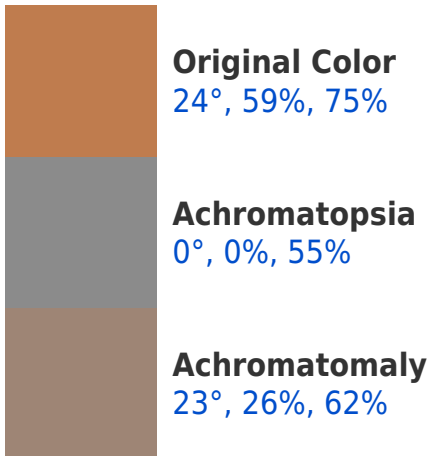 Original Color
24°, 59%, 75%
Achromatopsia
0°, 0%, 55%
Achromatomaly
23°, 26%, 62%